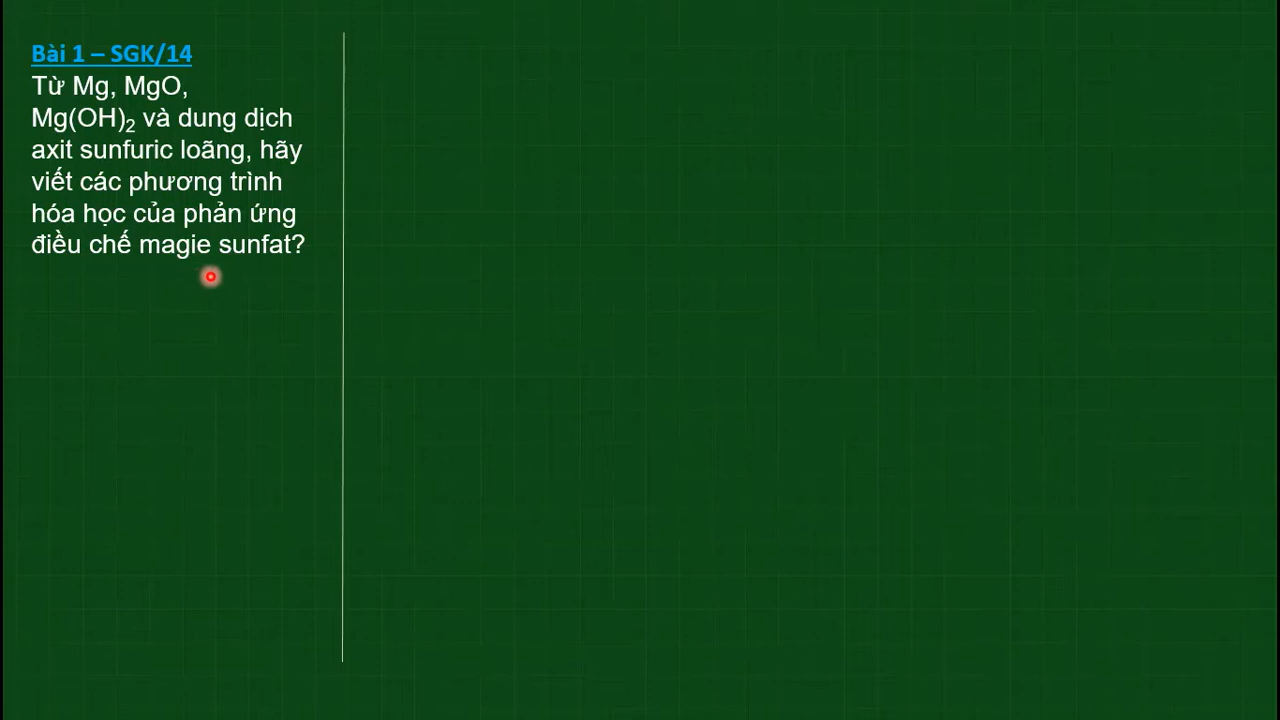 Bài 1 – SGK/14
Từ Mg, MgO,
Mg(OH)₂ và dung dịch
axit sunfuric loãng, hãy
viết các phương trình
hóa học của phản ứng
điều chế magie sunfat?